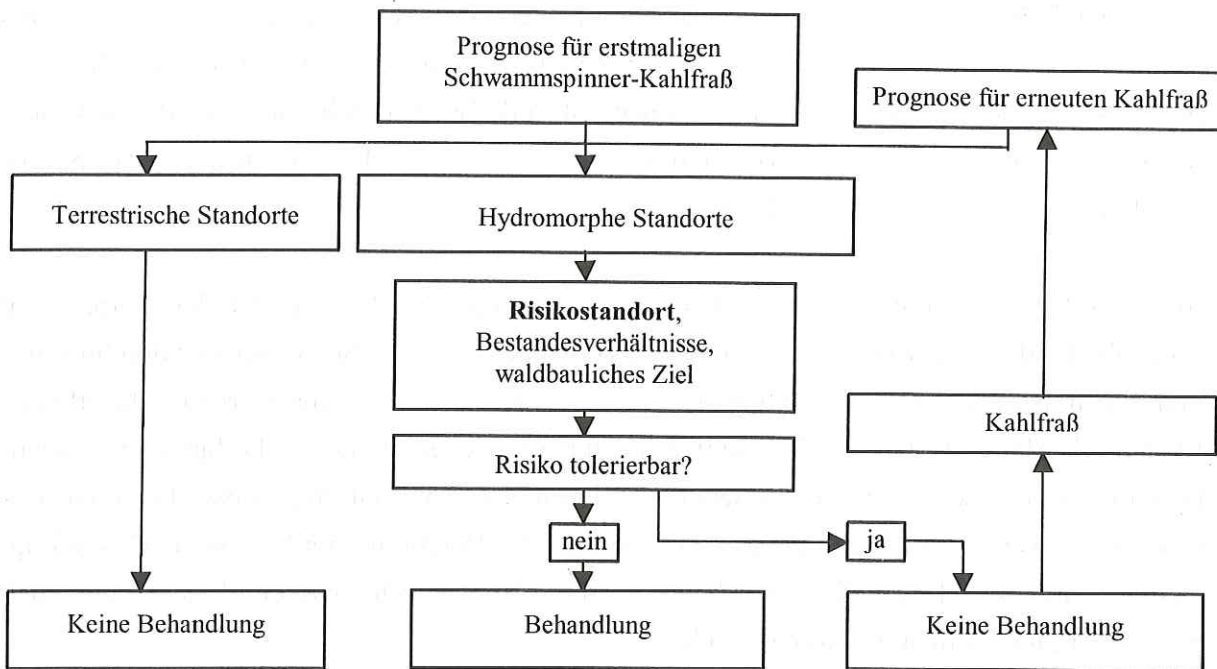 Prognose für erstmaligen
Schwammspinner-Kahlfraß
Prognose für erneuten Kahlfraß
Terrestrische Standorte
Hydromorphe Standorte
Risikostandort,
Bestandesverhältnisse,
waldbauliches Ziel
Kahlfraß
Risiko tolerierbar?
nein
ja
Keine Behandlung
Behandlung
Keine Behandlung